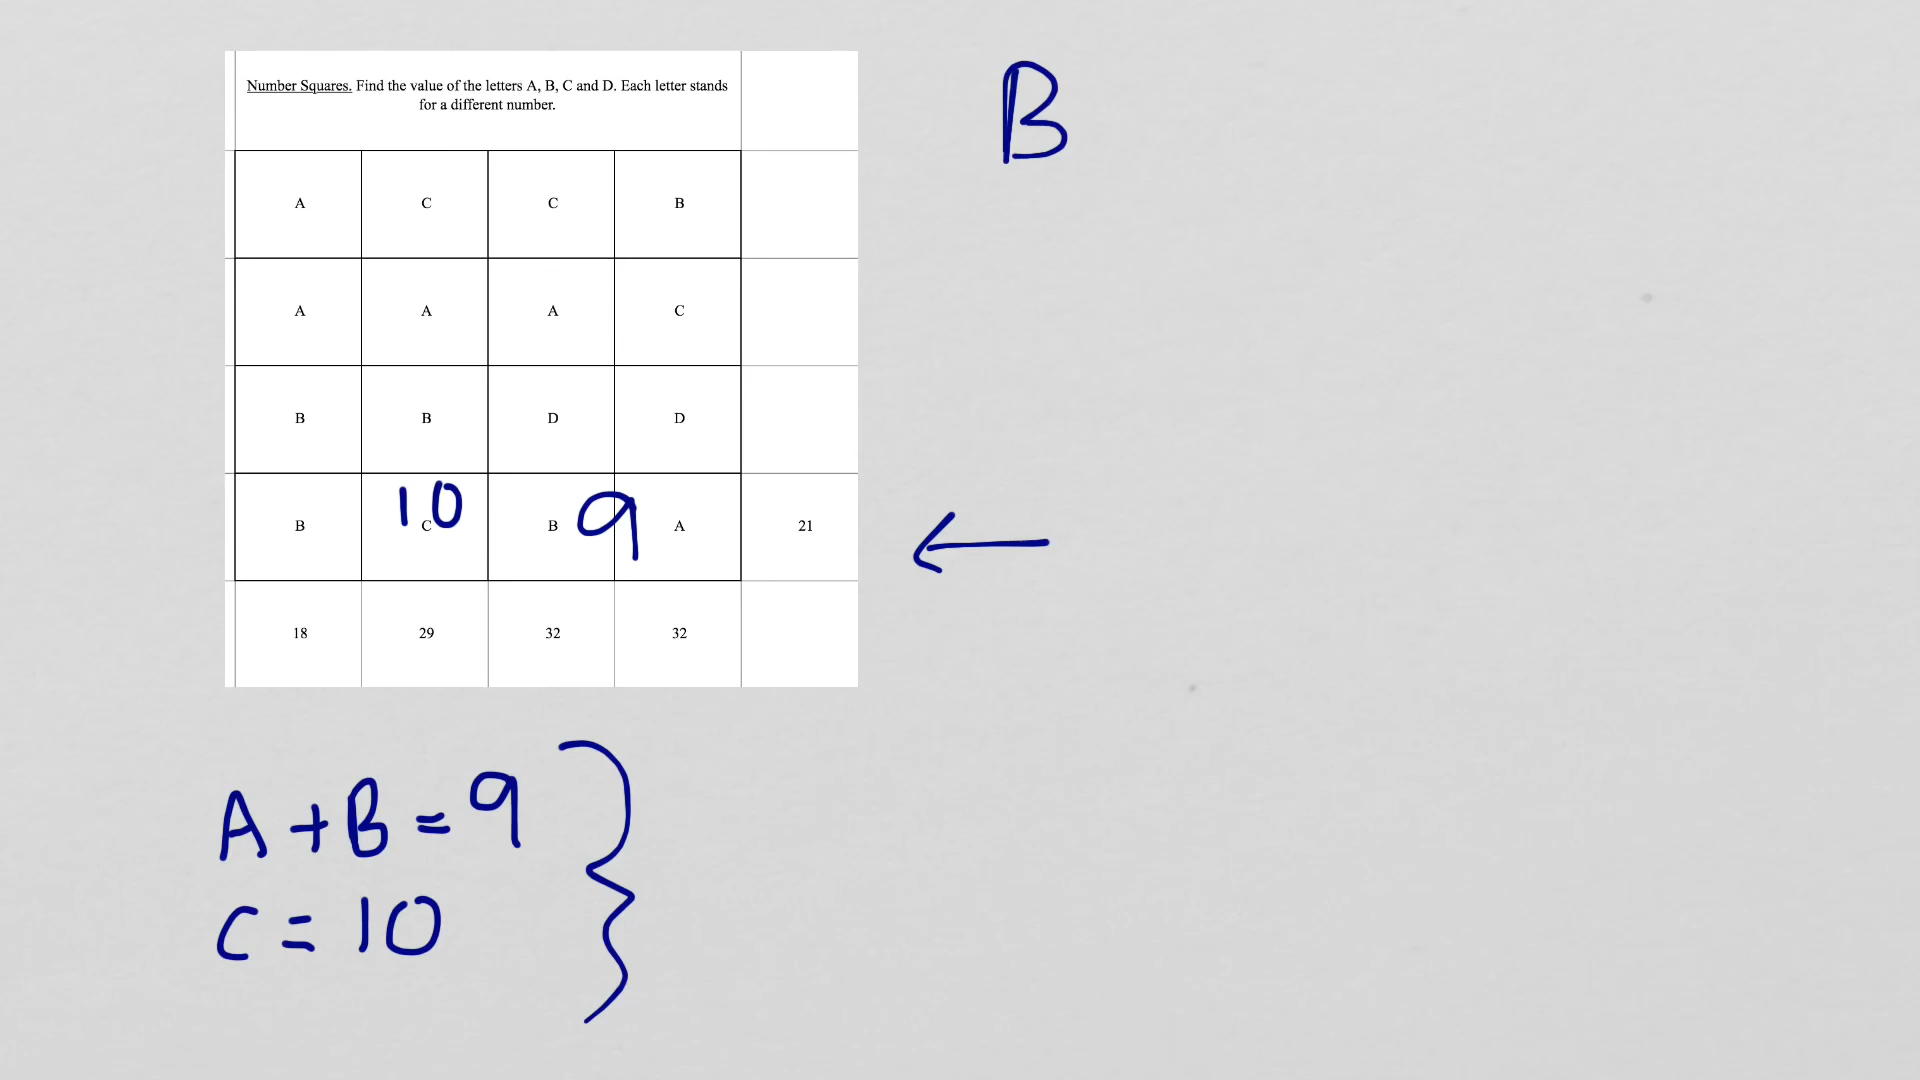 Number Squares. Find the value of the letters A, B, C and D. Each letter stands
for a different number.
B
A C C B
A A A C
B B D D
10 9
B C B A 21
18 29 32 32
A + B = 9
C = 10